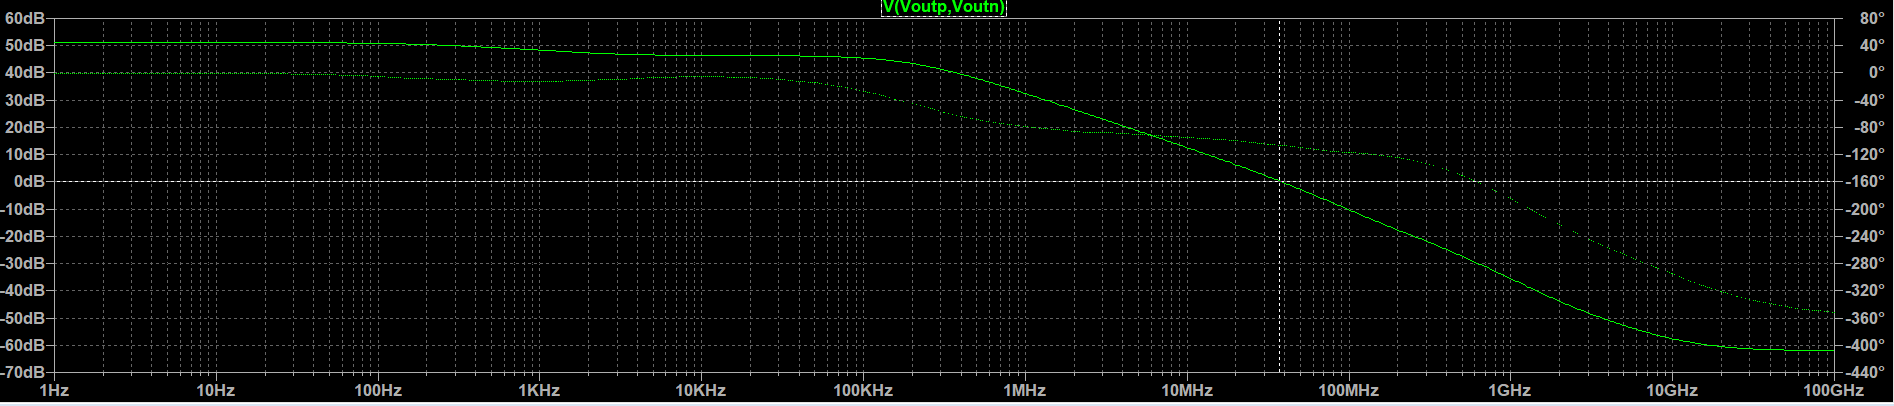 V(Voutp,Voutn)
60dB 80°
50dB 40°
40dB 0°
30dB -40°
20dB -80°
10dB -120°
0dB -160°
-10dB -200°
-20dB -240°
-30dB -280°
-40dB -320°
-50dB -360°
-60dB -400°
-70dB -440°
1Hz 10Hz 100Hz 1KHz 10KHz 100KHz 1MHz 10MHz 100MHz 1GHz 10GHz 100GHz